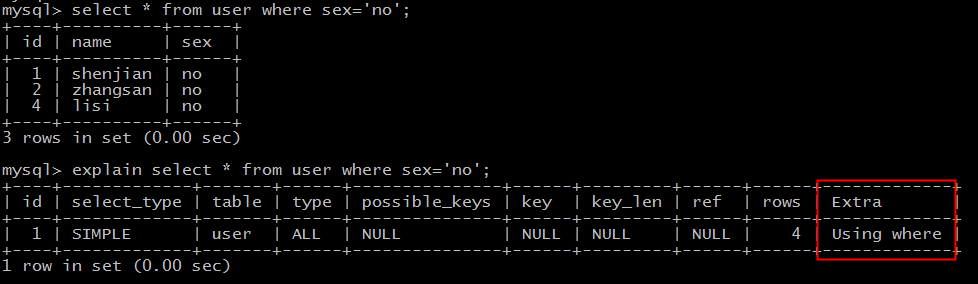 mysql> select * from user where sex='no';
+----+----------+------+
| id | name     | sex  |
+----+----------+------+
|  1 | shenjian | no   |
|  2 | zhangsan | no   |
|  4 | lisi     | no   |
+----+----------+------+
3 rows in set (0.00 sec)
mysql> explain select * from user where sex='no';
+----+-------------+-------+------+---------------+------+---------+------+------+-------------+
| id | select_type | table | type | possible_keys | key  | key_len | ref  | rows | Extra       |
+----+-------------+-------+------+---------------+------+---------+------+------+-------------+
|  1 | SIMPLE      | user  | ALL  | NULL          | NULL | NULL    | NULL |    4 | Using where |
+----+-------------+-------+------+---------------+------+---------+------+------+-------------+
1 row in set (0.00 sec)